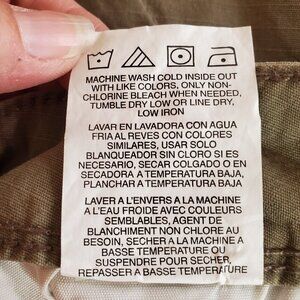 MACHINE WASH COLD INSIDE OUT
WITH LIKE COLORS, ONLY NON-
CHLORINE BLEACH WHEN NEEDED,
TUMBLE DRY LOW OR LINE DRY,
LOW IRON
LAVAR EN LAVADORA CON AGUA
FRIA AL REVES CON COLORES
SIMILARES, USAR SOLO
BLANQUEADOR SIN CLORO SI ES
NECESARIO, SECAR COLGADO O EN
SECADORA A TEMPERATURA BAJA,
PLANCHAR A TEMPERATURA BAJA
LAVER A L'ENVERS A LA MACHINE
A L'EAU FROIDE AVEC COULEURS
SEMBLABLES, AGENT DE
BLANCHIMENT NON CHLORE AU
BESOIN, SECHER A LA MACHINE A
BASSE TEMPERATURE OU
SUSPENDRE POUR SECHER,
REPASSER A BASSE TEMPERATURE